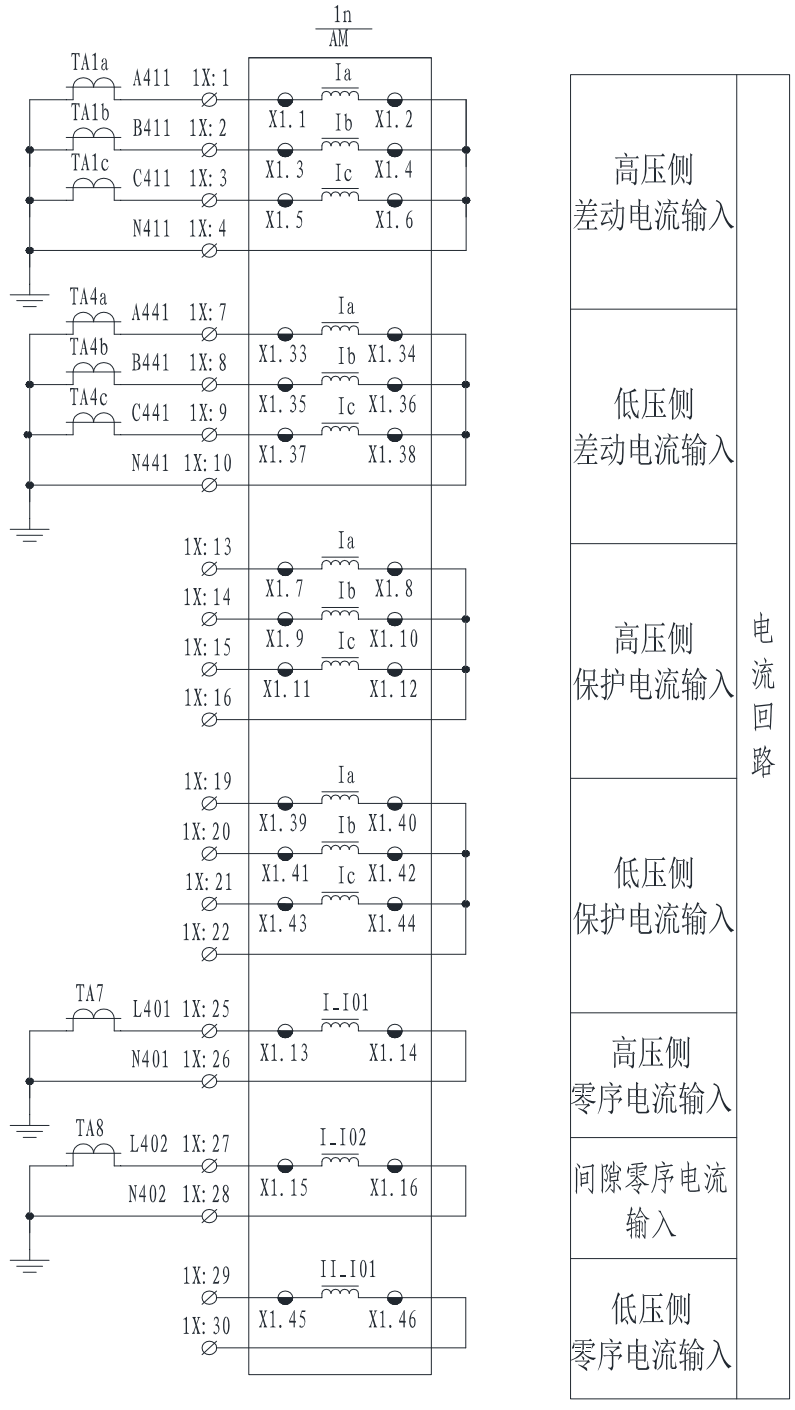 1n
AM
TA1a A411 1X:1 Ia
X1.1 X1.2
TA1b B411 1X:2 Ib
X1.3 X1.4
TA1c C411 1X:3 Ic
X1.5 X1.6
N411 1X:4
高压侧
差动电流输入
TA4a A441 1X:7 Ia
X1.33 X1.34
TA4b B441 1X:8 Ib
X1.35 X1.36
TA4c C441 1X:9 Ic
X1.37 X1.38
N441 1X:10
低压侧
差动电流输入
1X:13 Ia
X1.7 X1.8
1X:14 Ib
X1.9 X1.10
1X:15 Ic
X1.11 X1.12
1X:16
高压侧
保护电流输入
1X:19 Ia
X1.39 X1.40
1X:20 Ib
X1.41 X1.42
1X:21 Ic
X1.43 X1.44
1X:22
低压侧
保护电流输入
TA7 L401 1X:25 I_I01
X1.13 X1.14
N401 1X:26
高压侧
零序电流输入
TA8 L402 1X:27 I_I02
X1.15 X1.16
N402 1X:28
间隙零序电流
输入
1X:29 II_I01
X1.45 X1.46
1X:30
低压侧
零序电流输入
电流回路